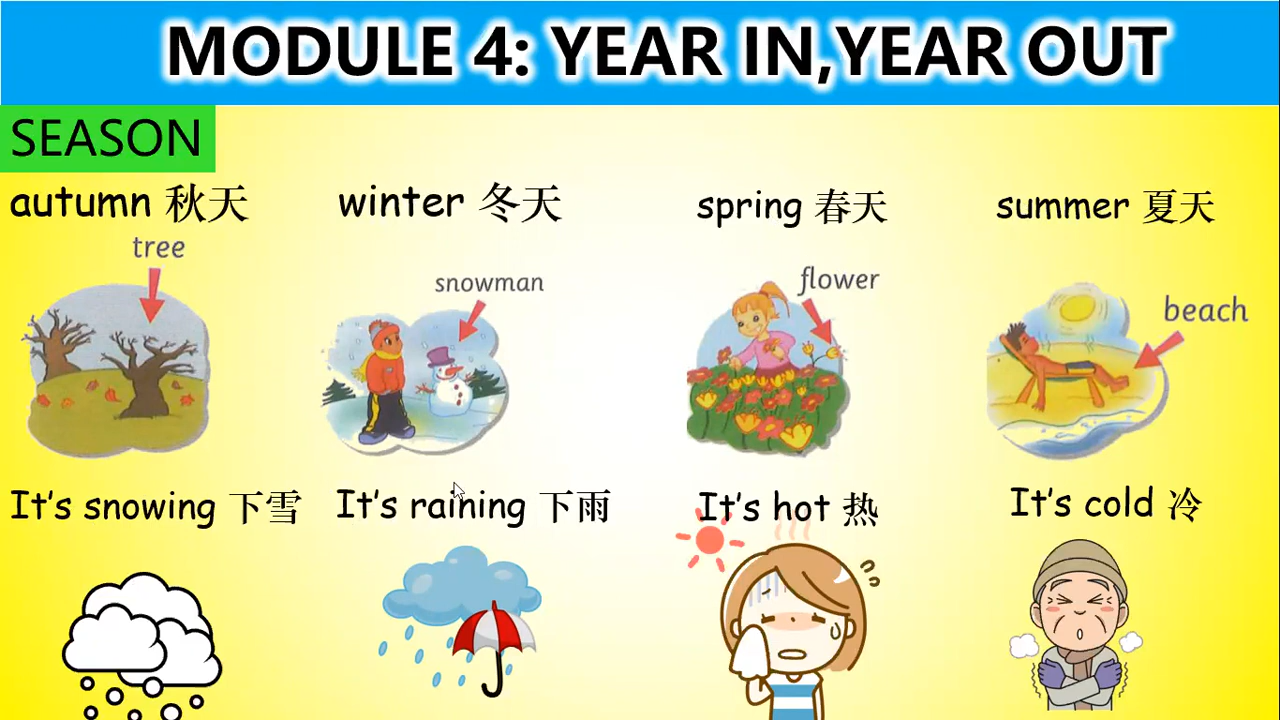 MODULE 4: YEAR IN,YEAR OUT
SEASON
autumn 秋天
winter 冬天
spring 春天
summer 夏天
tree
snowman
flower
beach
It's snowing 下雪
It's raining 下雨
It's hot 热
It's cold 冷